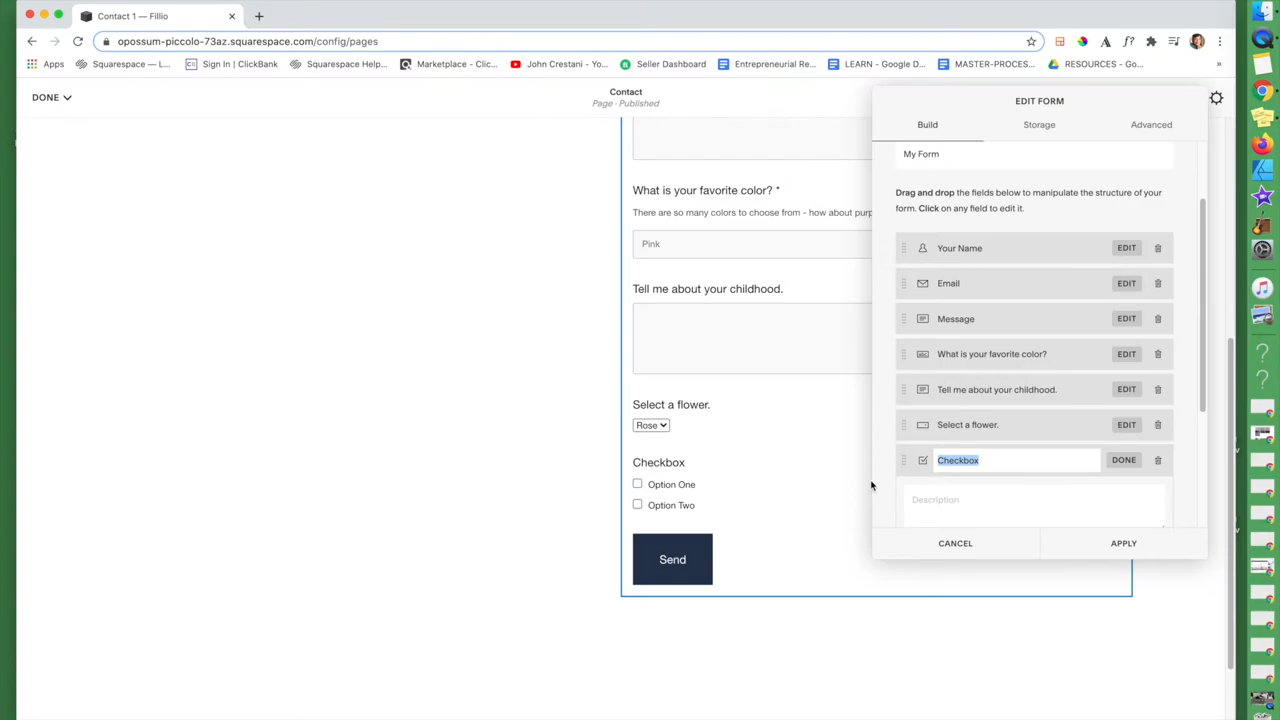 Contact 1 — Fillio
opossum-piccolo-73az.squarespace.com/config/pages
Apps
Squarespace — L...
Sign In | ClickBank
Squarespace Help...
Marketplace - Clic...
John Crestani - Yo...
Seller Dashboard
Entrepreneurial Re...
LEARN - Google D...
MASTER-PROCES...
RESOURCES - Go...
»
DONE
Contact
Page · Published
EDIT FORM
Build
Storage
Advanced
My Form
Drag and drop the fields below to manipulate the structure of your
form. Click on any field to edit it.
Your Name EDIT
Email EDIT
Message EDIT
What is your favorite color? EDIT
Tell me about your childhood. EDIT
Select a flower. EDIT
Checkbox DONE
Description
CANCEL
APPLY
What is your favorite color? *
There are so many colors to choose from - how about purp
Pink
Tell me about your childhood.
Select a flower.
Rose
Checkbox
Option One
Option Two
Send